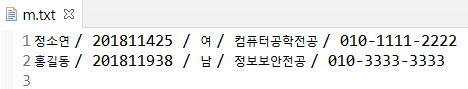 m.txt
1 정소연 / 201811425 / 여 / 컴퓨터공학전공 / 010-1111-2222
2 홍길동 / 201811938 / 남 / 정보보안전공 / 010-3333-3333
3